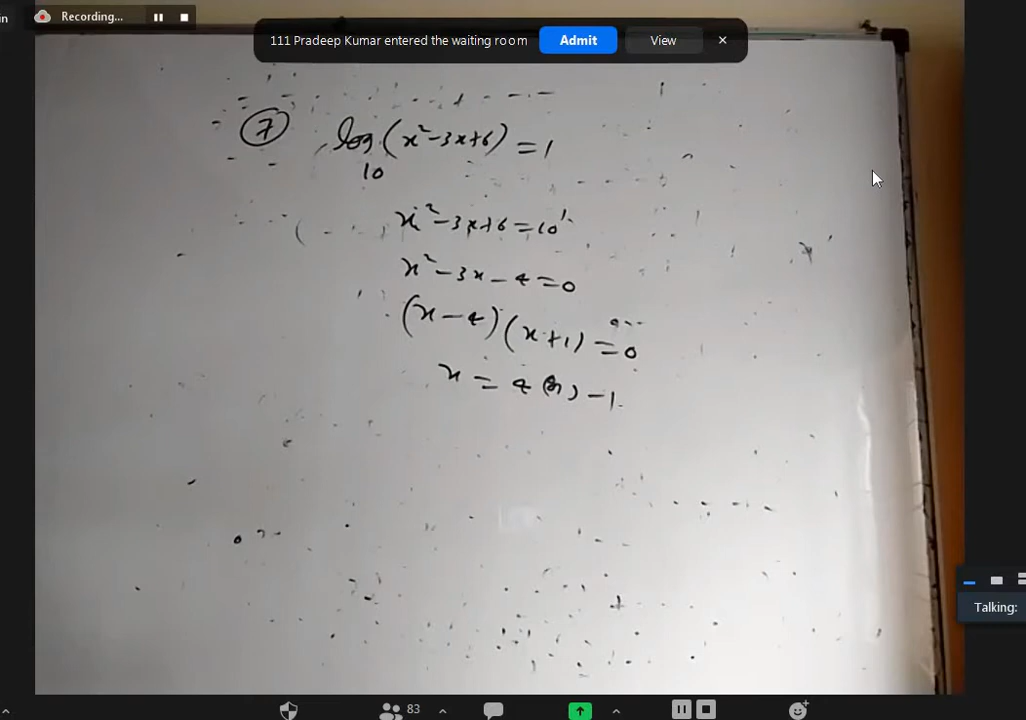 Recording...
111 Pradeep Kumar entered the waiting room Admit View
⑦ log₁₀(x²-3x+6) = 1
x²-3x+6 = 10¹
x²-3x-4=0
(x-4)(x+1) = 0
x = 4 (or) -1
Talking:
83